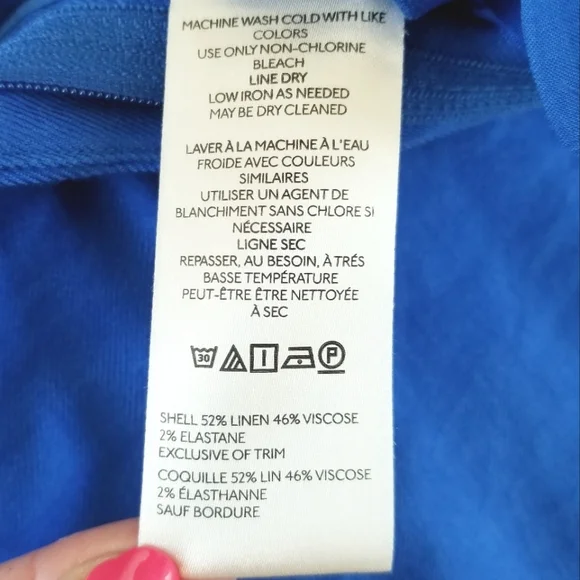 MACHINE WASH COLD WITH LIKE
COLORS
USE ONLY NON-CHLORINE
BLEACH
LINE DRY
LOW IRON AS NEEDED
MAY BE DRY CLEANED
LAVER À LA MACHINE À L'EAU
FROIDE AVEC COULEURS
SIMILAIRES
UTILISER UN AGENT DE
BLANCHIMENT SANS CHLORE SI
NÉCESSAIRE
LIGNE SEC
REPASSER, AU BESOIN, À TRÉS
BASSE TEMPÉRATURE
PEUT-ÊTRE ÊTRE NETTOYÉE
À SEC
30 P
SHELL 52% LINEN 46% VISCOSE
2% ELASTANE
EXCLUSIVE OF TRIM
COQUILLE 52% LIN 46% VISCOSE
2% ÉLASTHANNE
SAUF BORDURE